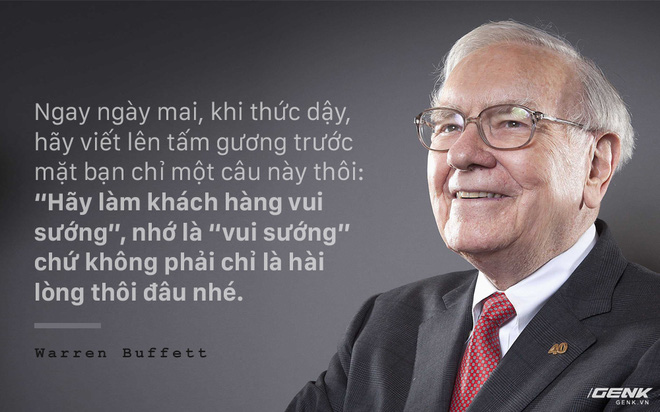 Ngay ngày mai, khi thức dậy,
hãy viết lên tấm gương trước
mặt bạn chỉ một câu này thôi:
“Hãy làm khách hàng vui
sướng”, nhớ là “vui sướng”
chứ không phải chỉ là hài
lòng thôi đâu nhé.
Warren Buffett
GENK
GENK.VN